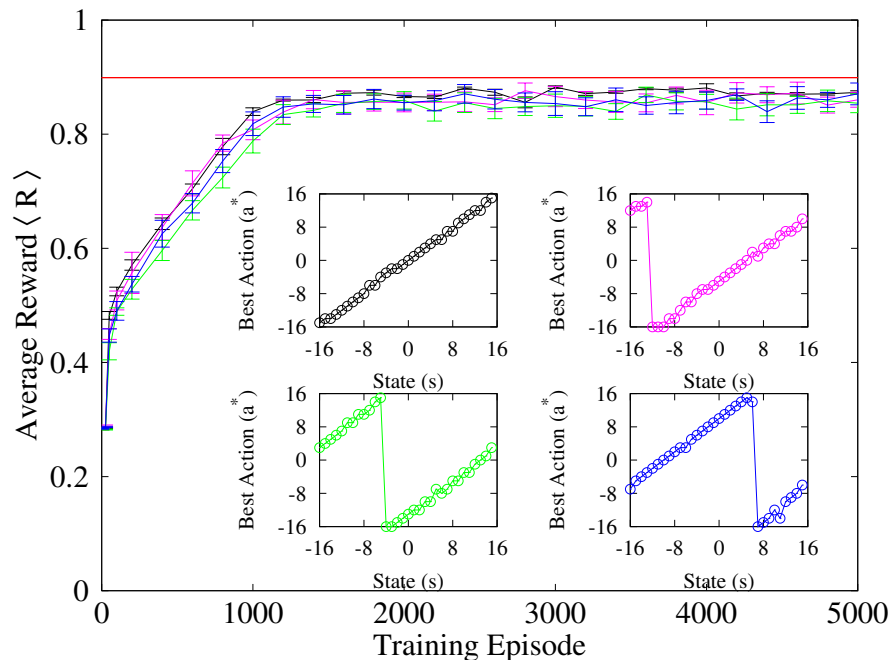 1
0.8
0.6
0.4
0.2
0
0 1000 2000 3000 4000 5000
Average Reward ⟨ R ⟩
Training Episode
16
8
0
-8
-16
-16 -8 0 8 16
Best Action (a*)
State (s)
16
8
0
-8
-16
-16 -8 0 8 16
Best Action (a*)
State (s)
16
8
0
-8
-16
-16 -8 0 8 16
Best Action (a*)
State (s)
16
8
0
-8
-16
-16 -8 0 8 16
Best Action (a*)
State (s)